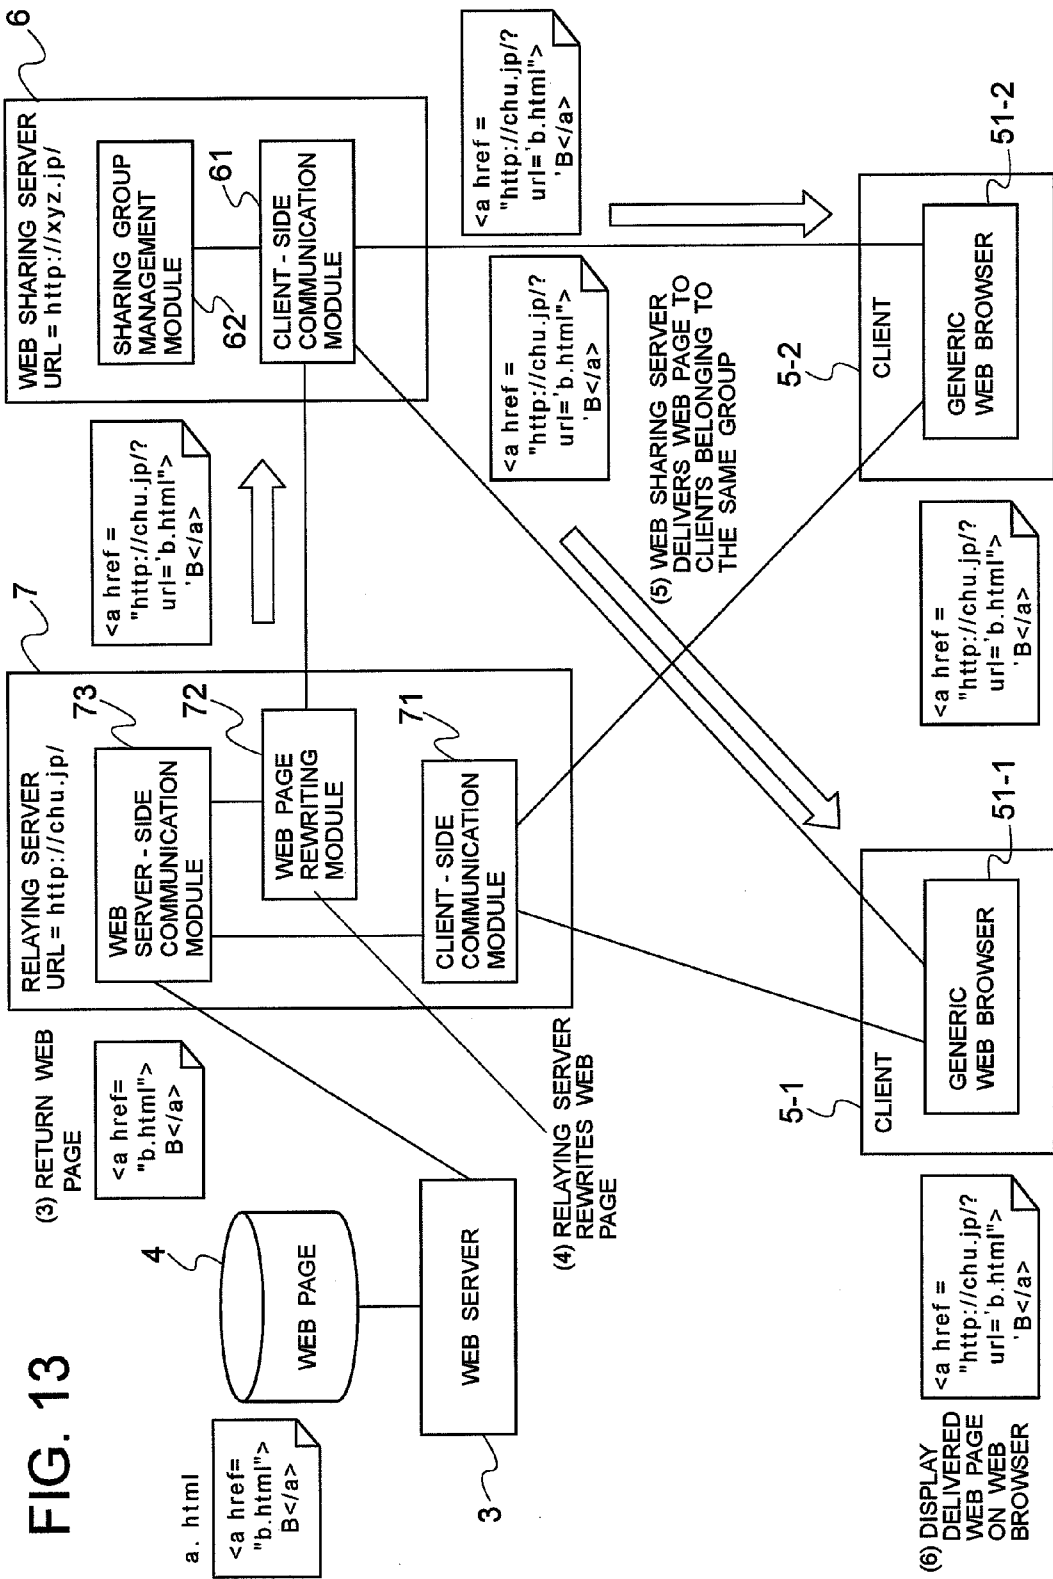 FIG. 13
a. html
<a href=
"b.html">
B</a>
4
WEB PAGE
WEB SERVER
3
(3) RETURN WEB
PAGE
<a href=
"b.html">
B</a>
(4) RELAYING SERVER
REWRITES WEB
PAGE
RELAYING SERVER
URL = http://chu.jp/
7
WEB
SERVER - SIDE
COMMUNICATION
MODULE
73
WEB PAGE
REWRITING
MODULE
72
CLIENT - SIDE
COMMUNICATION
MODULE
71
<a href =
"http://chu.jp/?
url='b.html">
'B</a>
WEB SHARING SERVER
URL = http://xyz.jp/
6
SHARING GROUP
MANAGEMENT
MODULE
62
61
CLIENT - SIDE
COMMUNICATION
MODULE
<a href =
"http://chu.jp/?
url='b.html">
'B</a>
<a href =
"http://chu.jp/?
url='b.html">
'B</a>
(5) WEB SHARING SERVER
DELIVERS WEB PAGE TO
CLIENTS BELONGING TO
THE SAME GROUP
(6) DISPLAY
DELIVERED
WEB PAGE
ON WEB
BROWSER
<a href =
"http://chu.jp/?
url='b.html">
'B</a>
5-1
CLIENT
GENERIC
WEB BROWSER
51-1
<a href =
"http://chu.jp/?
url='b.html">
'B</a>
5-2
CLIENT
GENERIC
WEB BROWSER
51-2